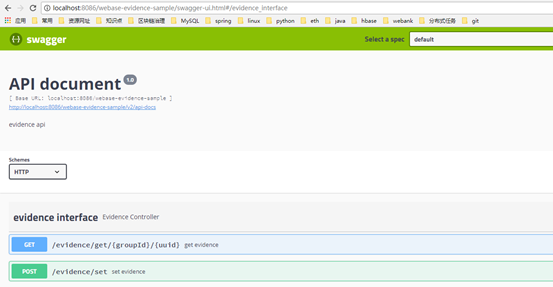 localhost:8086/webase-evidence-sample/swagger-ui.html#/evidence_interface
应用 常用 资源网址 知识点 区块链治理 MySQL spring linux python eth java hbase webank 分布式任务 git
swagger
Select a spec default
API document 1.0
[ Base URL: localhost:8086/webase-evidence-sample ]
http://localhost:8086/webase-evidence-sample/v2/api-docs
evidence api
Schemes
HTTP
evidence interface Evidence Controller
GET /evidence/get/{groupId}/{uuid} get evidence
POST /evidence/set set evidence